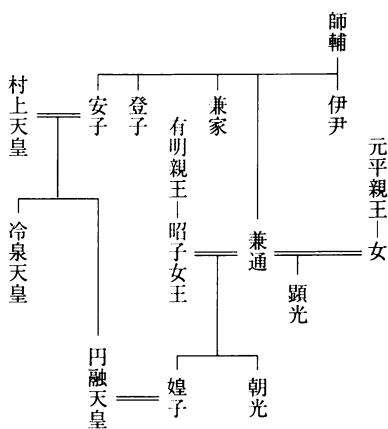 師輔
伊尹
兼家
登子
安子
村上天皇
元平親王―女
兼通
有明親王―昭子女王
顕光
冷泉天皇
朝光
媓子
円融天皇